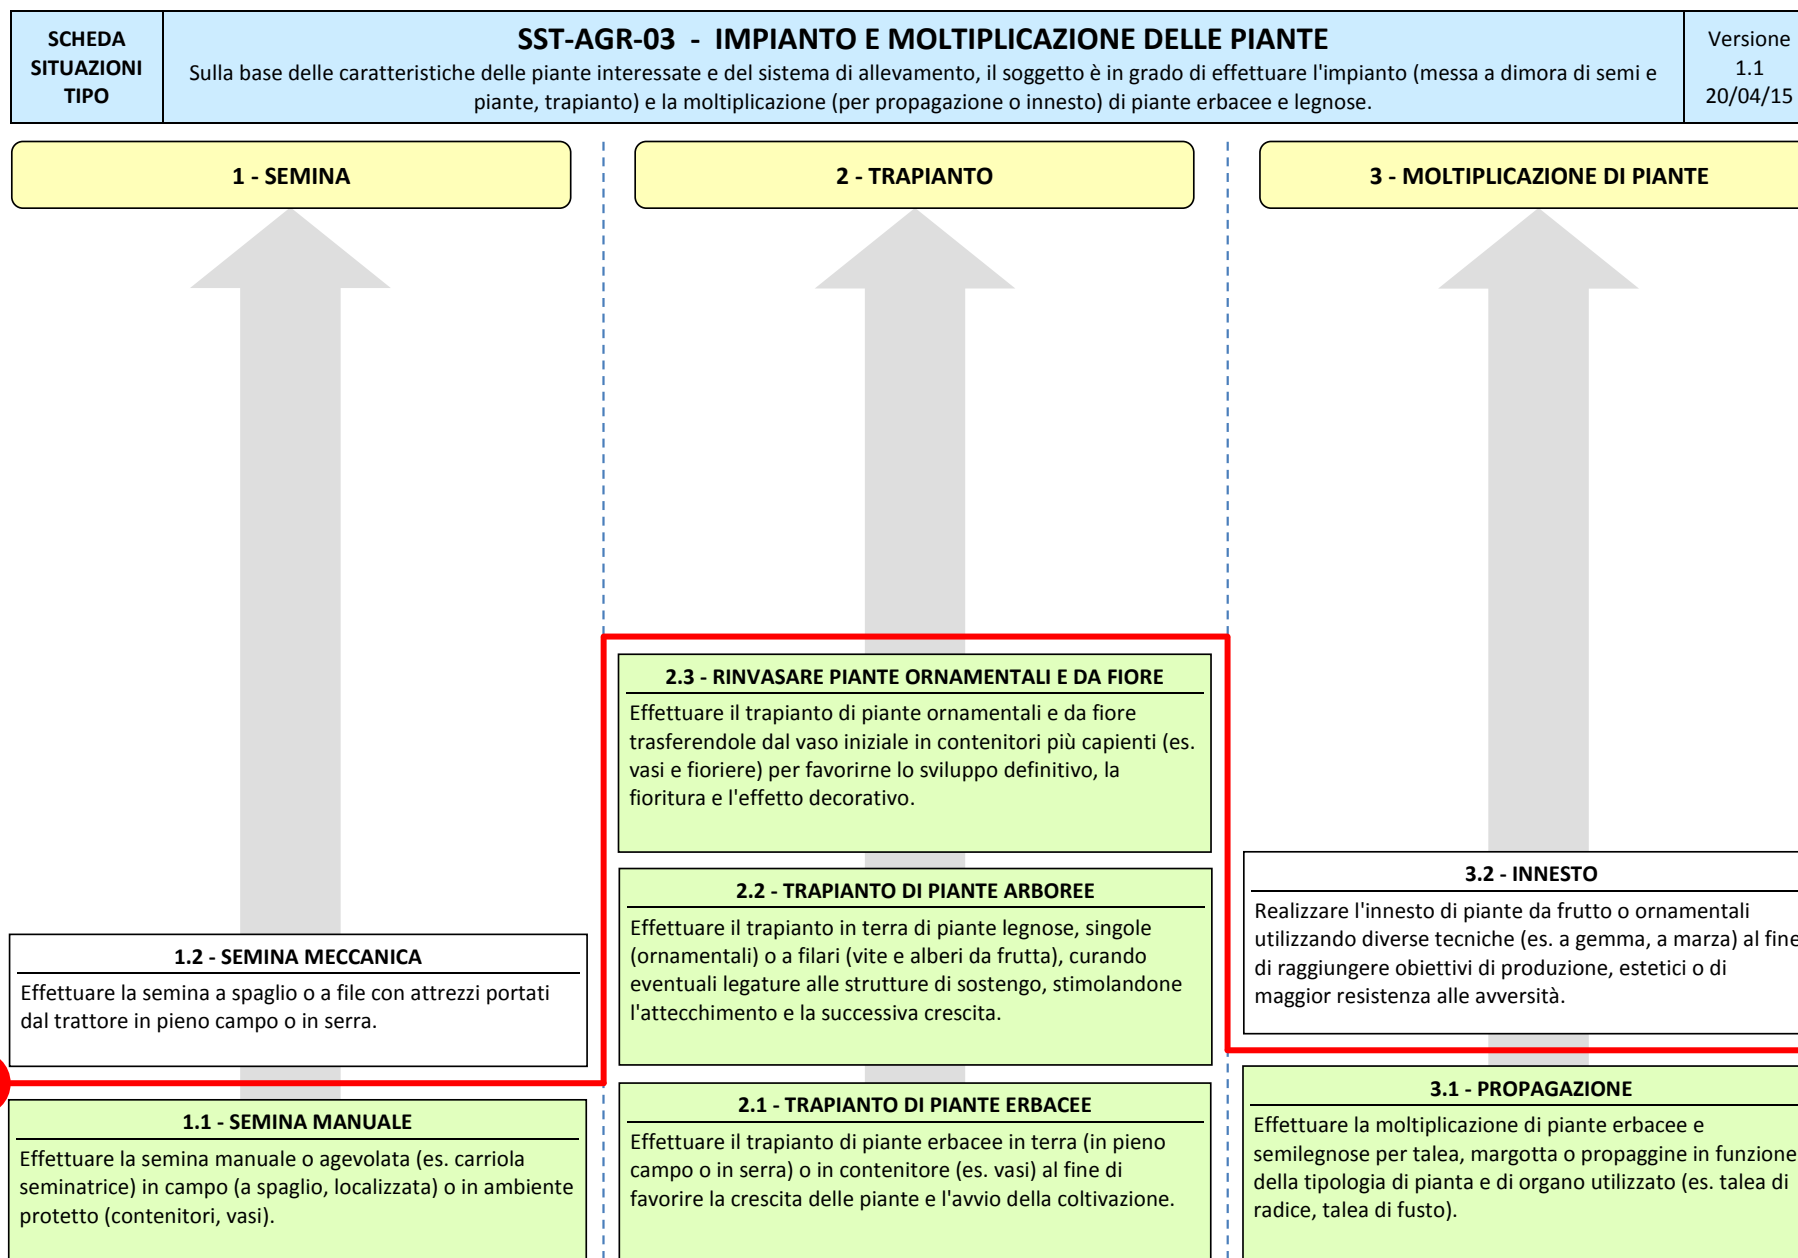 SCHEDA
SITUAZIONI
TIPO
SST-AGR-03 - IMPIANTO E MOLTIPLICAZIONE DELLE PIANTE
Sulla base delle caratteristiche delle piante interessate e del sistema di allevamento, il soggetto è in grado di effettuare l'impianto (messa a dimora di semi e
piante, trapianto) e la moltiplicazione (per propagazione o innesto) di piante erbacee e legnose.
Versione
1.1
20/04/15
1 - SEMINA
2 - TRAPIANTO
3 - MOLTIPLICAZIONE DI PIANTE
1.2 - SEMINA MECCANICA
Effettuare la semina a spaglio o a file con attrezzi portati
dal trattore in pieno campo o in serra.
1.1 - SEMINA MANUALE
Effettuare la semina manuale o agevolata (es. carriola
seminatrice) in campo (a spaglio, localizzata) o in ambiente
protetto (contenitori, vasi).
2.3 - RINVASARE PIANTE ORNAMENTALI E DA FIORE
Effettuare il trapianto di piante ornamentali e da fiore
trasferendole dal vaso iniziale in contenitori più capienti (es.
vasi e fioriere) per favorirne lo sviluppo definitivo, la
fioritura e l'effetto decorativo.
2.2 - TRAPIANTO DI PIANTE ARBOREE
Effettuare il trapianto in terra di piante legnose, singole
(ornamentali) o a filari (vite e alberi da frutta), curando
eventuali legature alle strutture di sostengo, stimolandone
l'attecchimento e la successiva crescita.
2.1 - TRAPIANTO DI PIANTE ERBACEE
Effettuare il trapianto di piante erbacee in terra (in pieno
campo o in serra) o in contenitore (es. vasi) al fine di
favorire la crescita delle piante e l'avvio della coltivazione.
3.2 - INNESTO
Realizzare l'innesto di piante da frutto o ornamentali
utilizzando diverse tecniche (es. a gemma, a marza) al fine
di raggiungere obiettivi di produzione, estetici o di
maggior resistenza alle avversità.
3.1 - PROPAGAZIONE
Effettuare la moltiplicazione di piante erbacee e
semilegnose per talea, margotta o propaggine in funzione
della tipologia di pianta e di organo utilizzato (es. talea di
radice, talea di fusto).